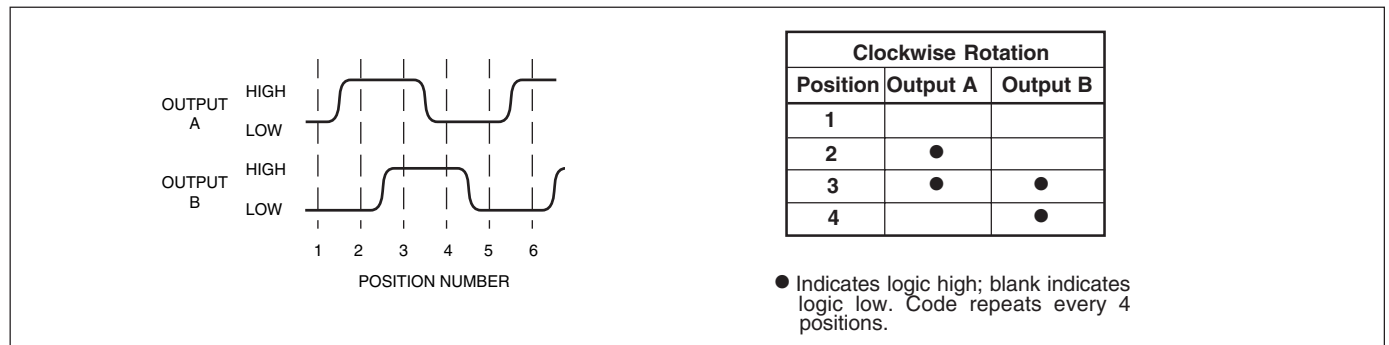 HIGH
OUTPUT
A
LOW
HIGH
OUTPUT
B
LOW
1 2 3 4 5 6
POSITION NUMBER
Clockwise Rotation
Position Output A Output B
1
2 ●
3 ● ●
4 ●
● Indicates logic high; blank indicates
logic low. Code repeats every 4
positions.